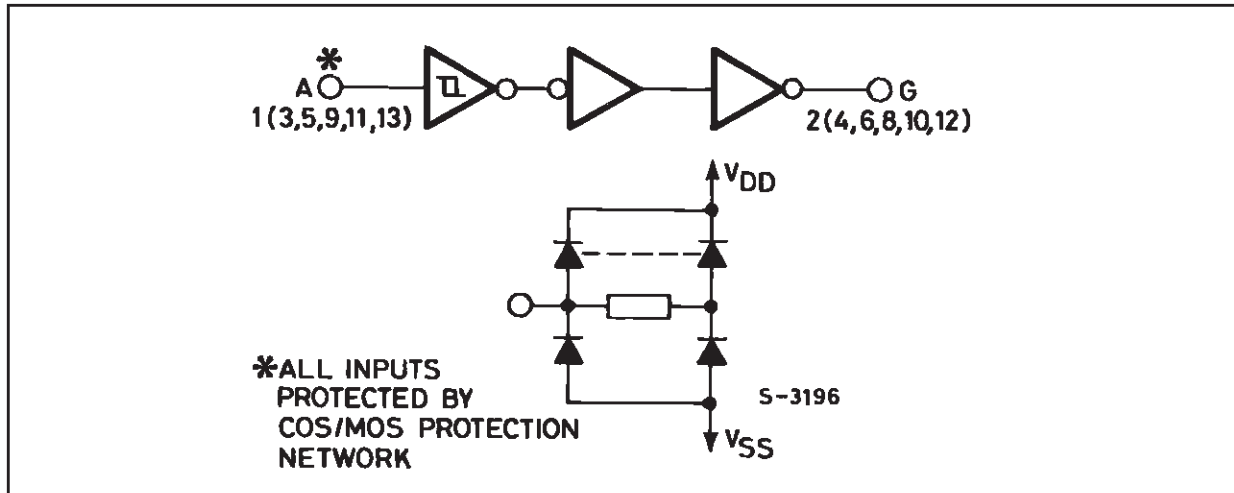 *
A G
1(3,5,9,11,13) 2(4,6,8,10,12)
VDD
*ALL INPUTS
PROTECTED BY
COS/MOS PROTECTION
NETWORK
S-3196
VSS